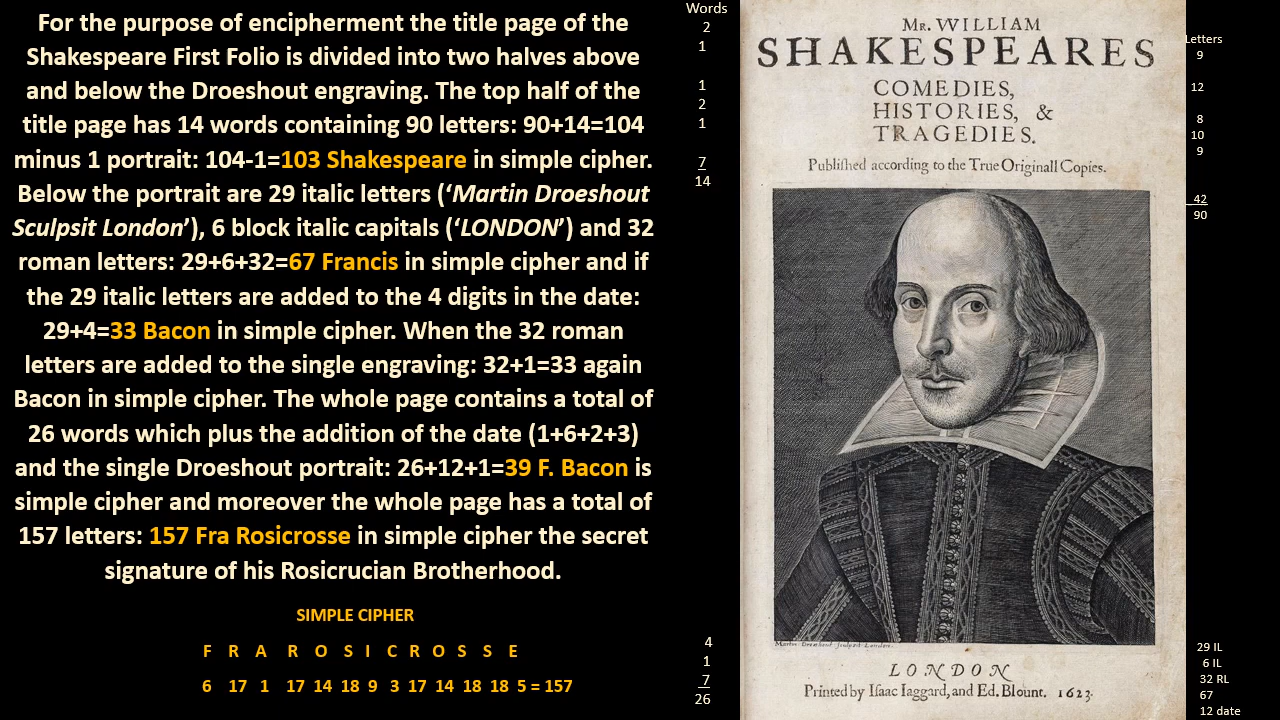 For the purpose of encipherment the title page of the
Shakespeare First Folio is divided into two halves above
and below the Droeshout engraving. The top half of the
title page has 14 words containing 90 letters: 90+14=104
minus 1 portrait: 104-1=103 Shakespeare in simple cipher.
Below the portrait are 29 italic letters (‘Martin Droeshout
Sculpsit London’), 6 block italic capitals (‘LONDON’) and 32
roman letters: 29+6+32=67 Francis in simple cipher and if
the 29 italic letters are added to the 4 digits in the date:
29+4=33 Bacon in simple cipher. When the 32 roman
letters are added to the single engraving: 32+1=33 again
Bacon in simple cipher. The whole page contains a total of
26 words which plus the addition of the date (1+6+2+3)
and the single Droeshout portrait: 26+12+1=39 F. Bacon is
simple cipher and moreover the whole page has a total of
157 letters: 157 Fra Rosicrosse in simple cipher the secret
signature of his Rosicrucian Brotherhood.
SIMPLE CIPHER
F R A R O S I C R O S S E
6 17 1 17 14 18 9 3 17 14 18 18 5 = 157
Words
2
1
1
2
1
7
14
4
1
7
26
Mr. WILLIAM
SHAKESPEARES
COMEDIES,
HISTORIES, &
TRAGEDIES.
Publiſhed according to the True Originall Copies.
Martin Droeshout sculpsit London.
LONDON
Printed by Iſaac Iaggard, and Ed. Blount. 1623.
Letters
9
12
8
10
9
42
90
29 IL
6 IL
32 RL
67
12 date